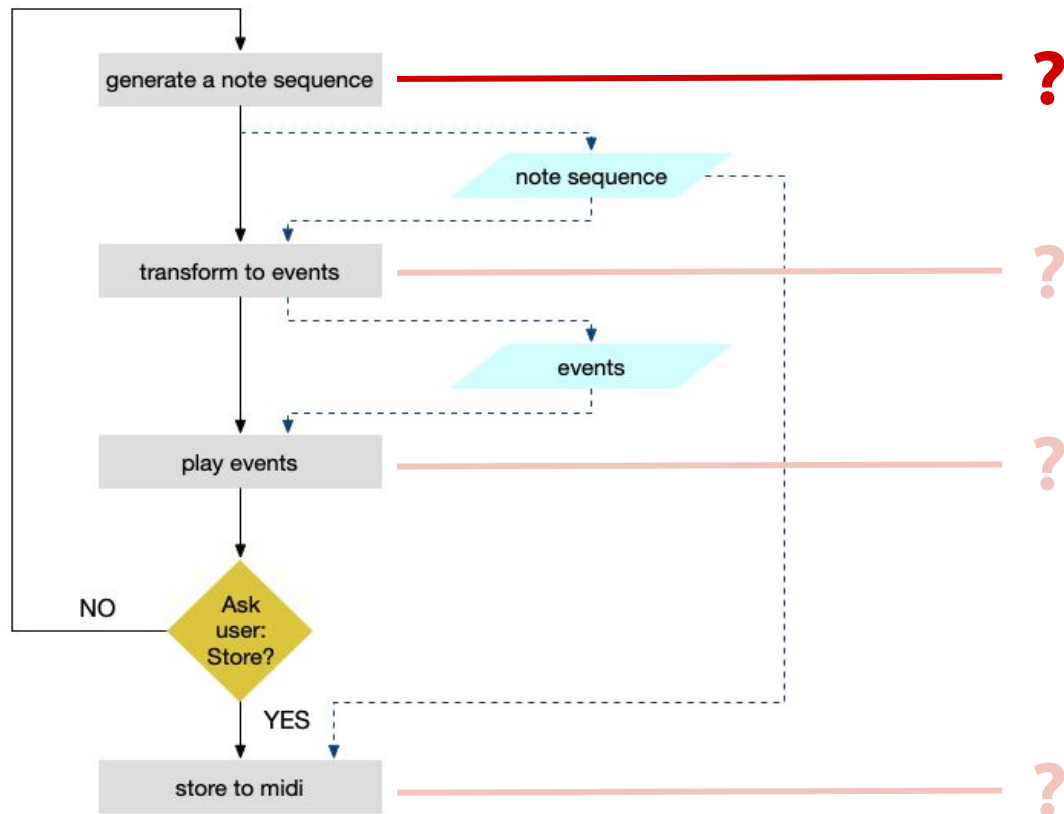 generate a note sequence
?
note sequence
transform to events
?
events
play events
?
NO
Ask
user:
Store?
YES
store to midi
?